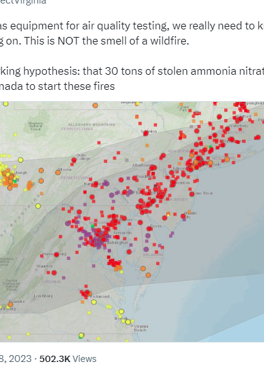 ectVirginia
as equipment for air quality testing, we really need to k
g on. This is NOT the smell of a wildfire.
king hypothesis: that 30 tons of stolen ammonia nitrat
nada to start these fires
8, 2023 · 502.3K Views